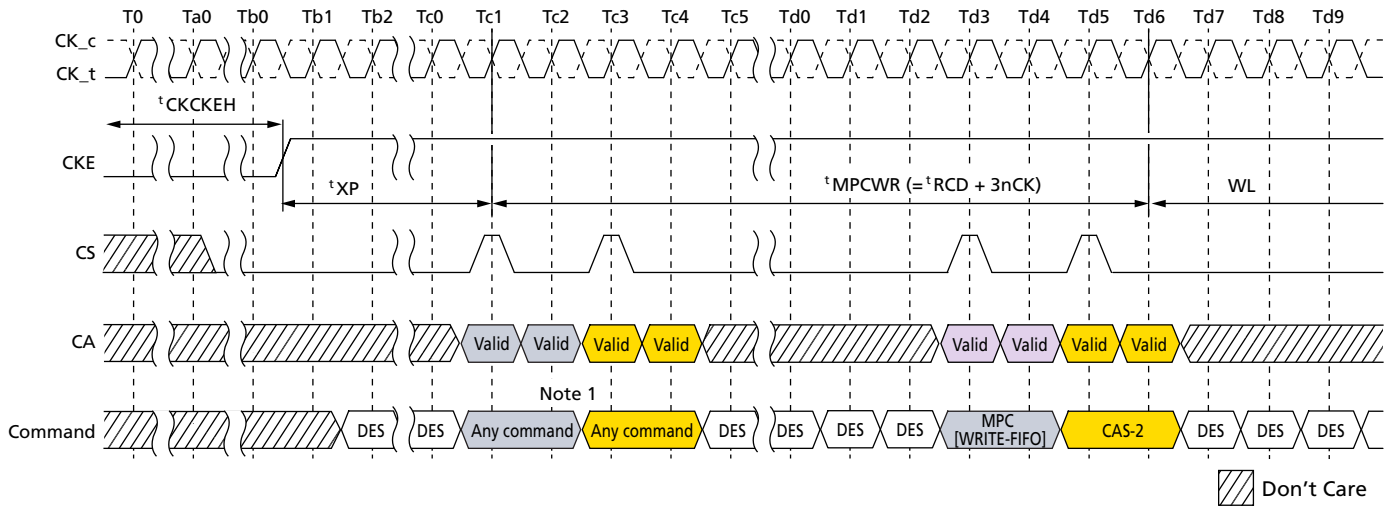 T0 Ta0 Tb0 Tb1 Tb2 Tc0 Tc1 Tc2 Tc3 Tc4 Tc5 Td0 Td1 Td2 Td3 Td4 Td5 Td6 Td7 Td8 Td9
CK_c
CK_t
tCKCKEH
CKE
tXP
tMPCWR (= tRCD + 3nCK)
WL
CS
CA Valid Valid Valid Valid Valid Valid Valid Valid
Note 1
Command DES DES Any command Any command DES DES DES DES MPC [WRITE-FIFO] CAS-2 DES DES DES
Don't Care